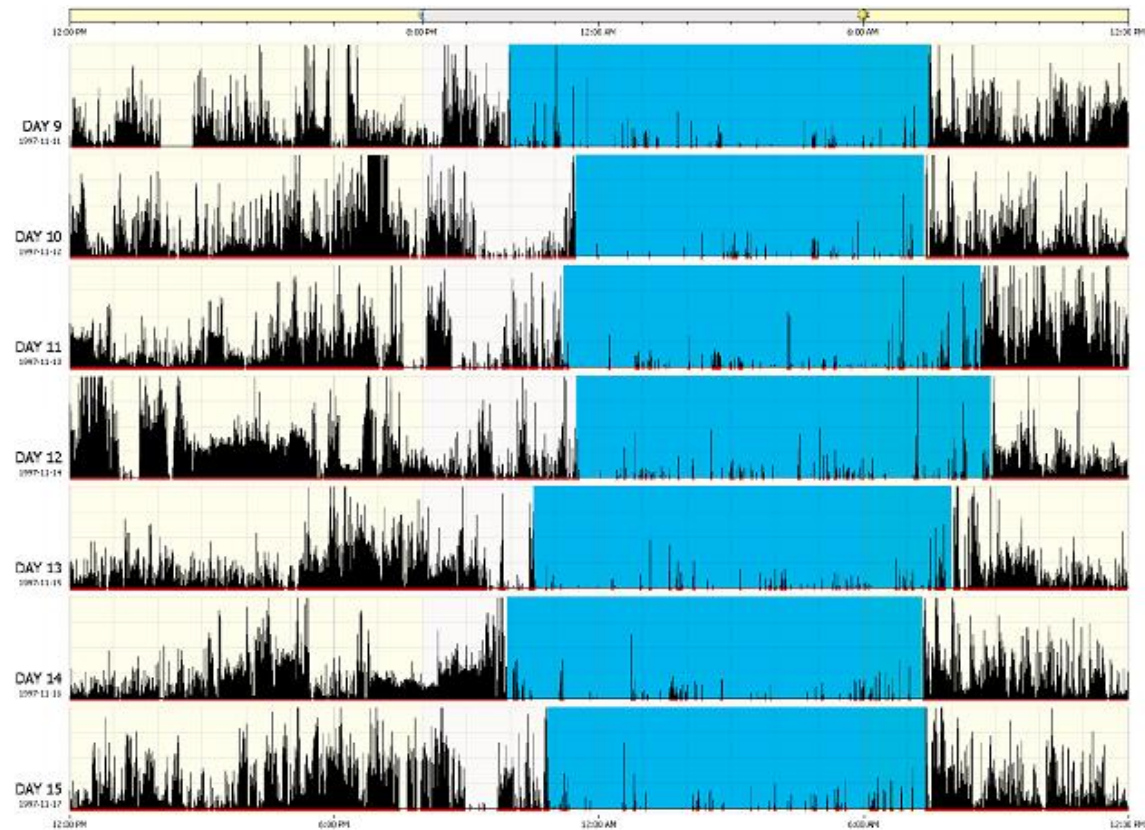 12:00 PM 8:00 PM 12:00 AM 6:00 AM 12:00 PM
DAY 9
1997-11-11
DAY 10
1997-11-12
DAY 11
1997-11-13
DAY 12
1997-11-14
DAY 13
1997-11-15
DAY 14
1997-11-16
DAY 15
1997-11-17
12:00 PM 6:00 PM 12:00 AM 6:00 AM 12:00 PM